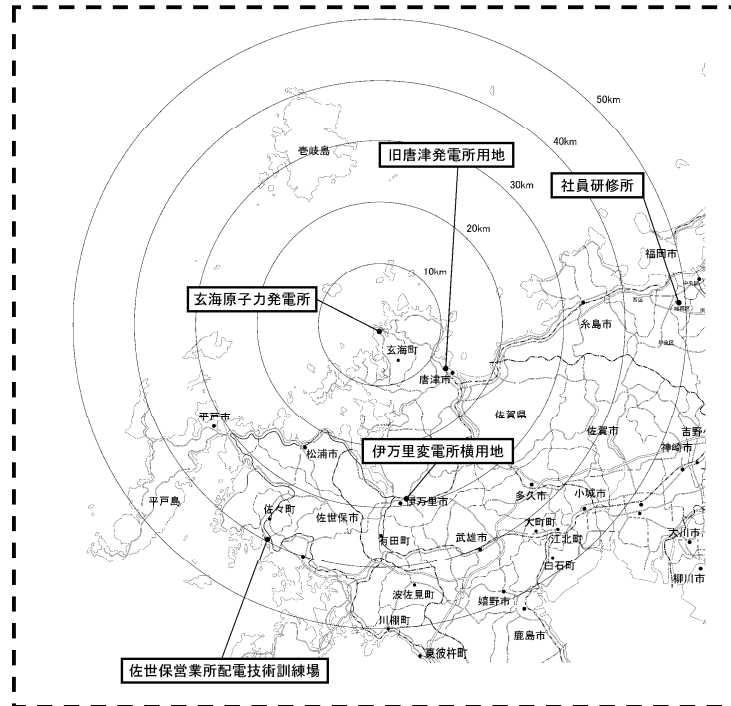 50km
40km
旧唐津発電所用地
壱岐島
30km
社員研修所
20km
福岡市
10km
玄海原子力発電所
西区
糸島市
玄海町
唐津市
佐賀県
平戸市
佐賀市
松浦市
伊万里変電所横用地
神崎市
平戸島
佐々町
佐世保市
伊万里市
多久市
小城市
大町町
有田町
武雄市
江北町
大川市
白石町
柳川市
波佐見町
嬉野市
川棚町
鹿島市
東彼杵町
佐世保営業所配電技術訓練場